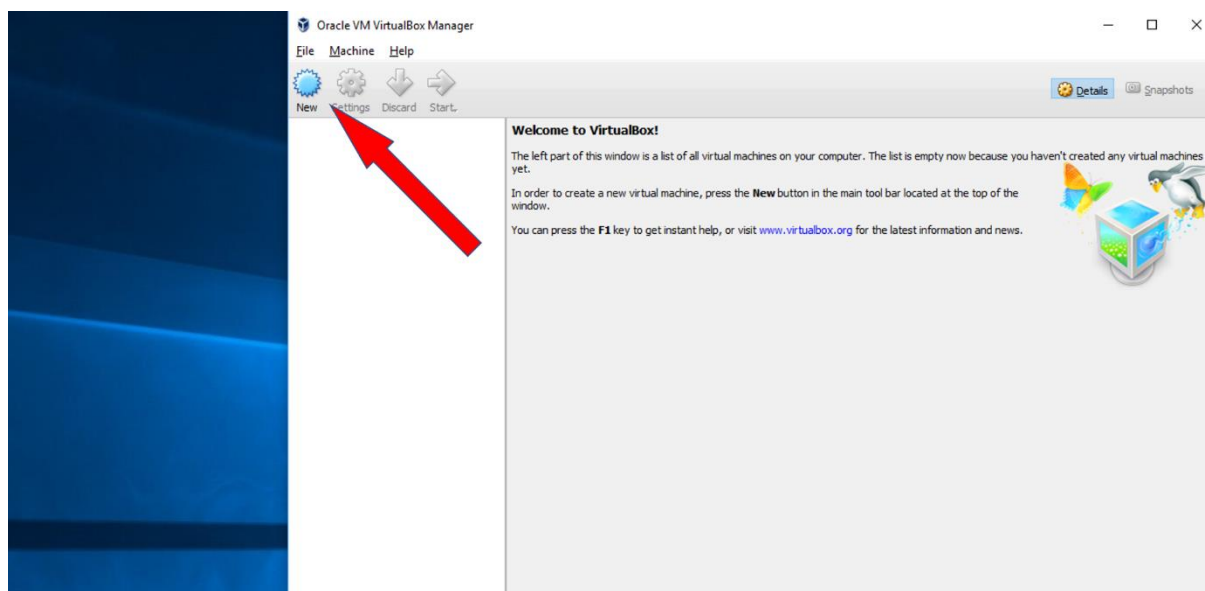 Oracle VM VirtualBox Manager
File Machine Help
New Settings Discard Start
Details Snapshots
Welcome to VirtualBox!
The left part of this window is a list of all virtual machines on your computer. The list is empty now because you haven't created any virtual machines
yet.
In order to create a new virtual machine, press the New button in the main tool bar located at the top of the
window.
You can press the F1 key to get instant help, or visit www.virtualbox.org for the latest information and news.